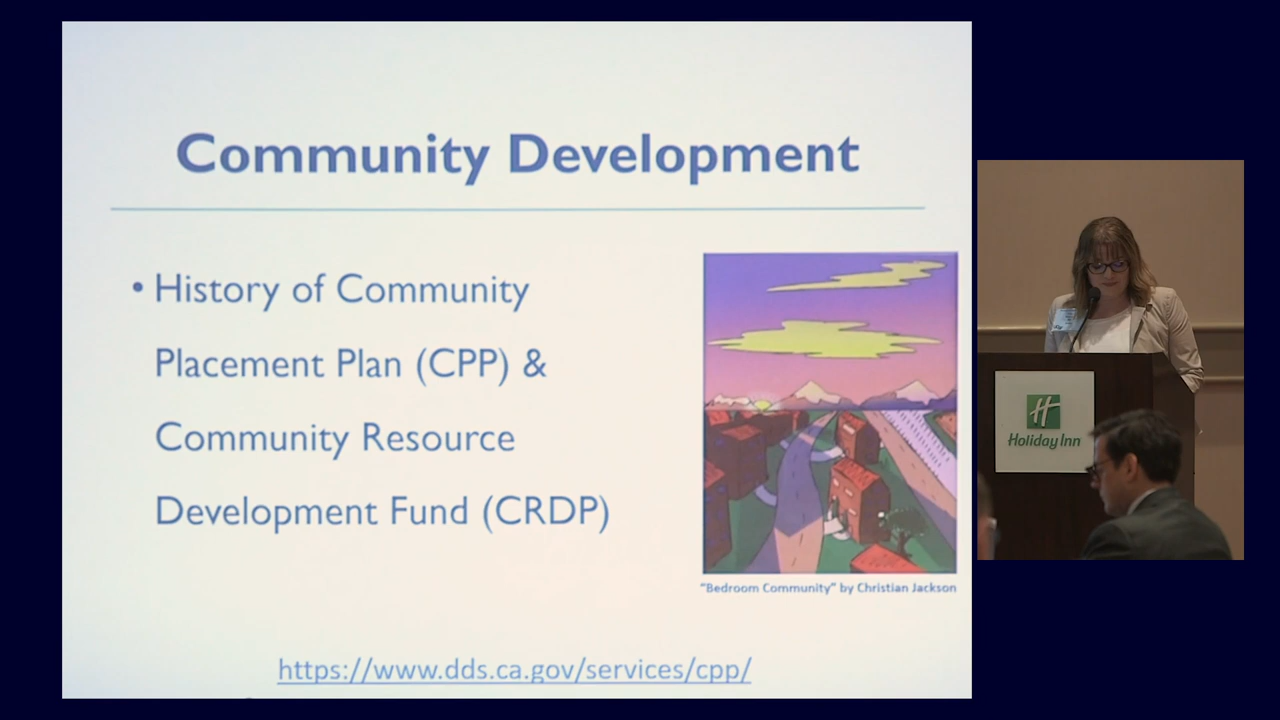 Community Development
• History of Community
Placement Plan (CPP) &
Community Resource
Development Fund (CRDP)
"Bedroom Community" by Christian Jackson
https://www.dds.ca.gov/services/cpp/
H
Holiday Inn